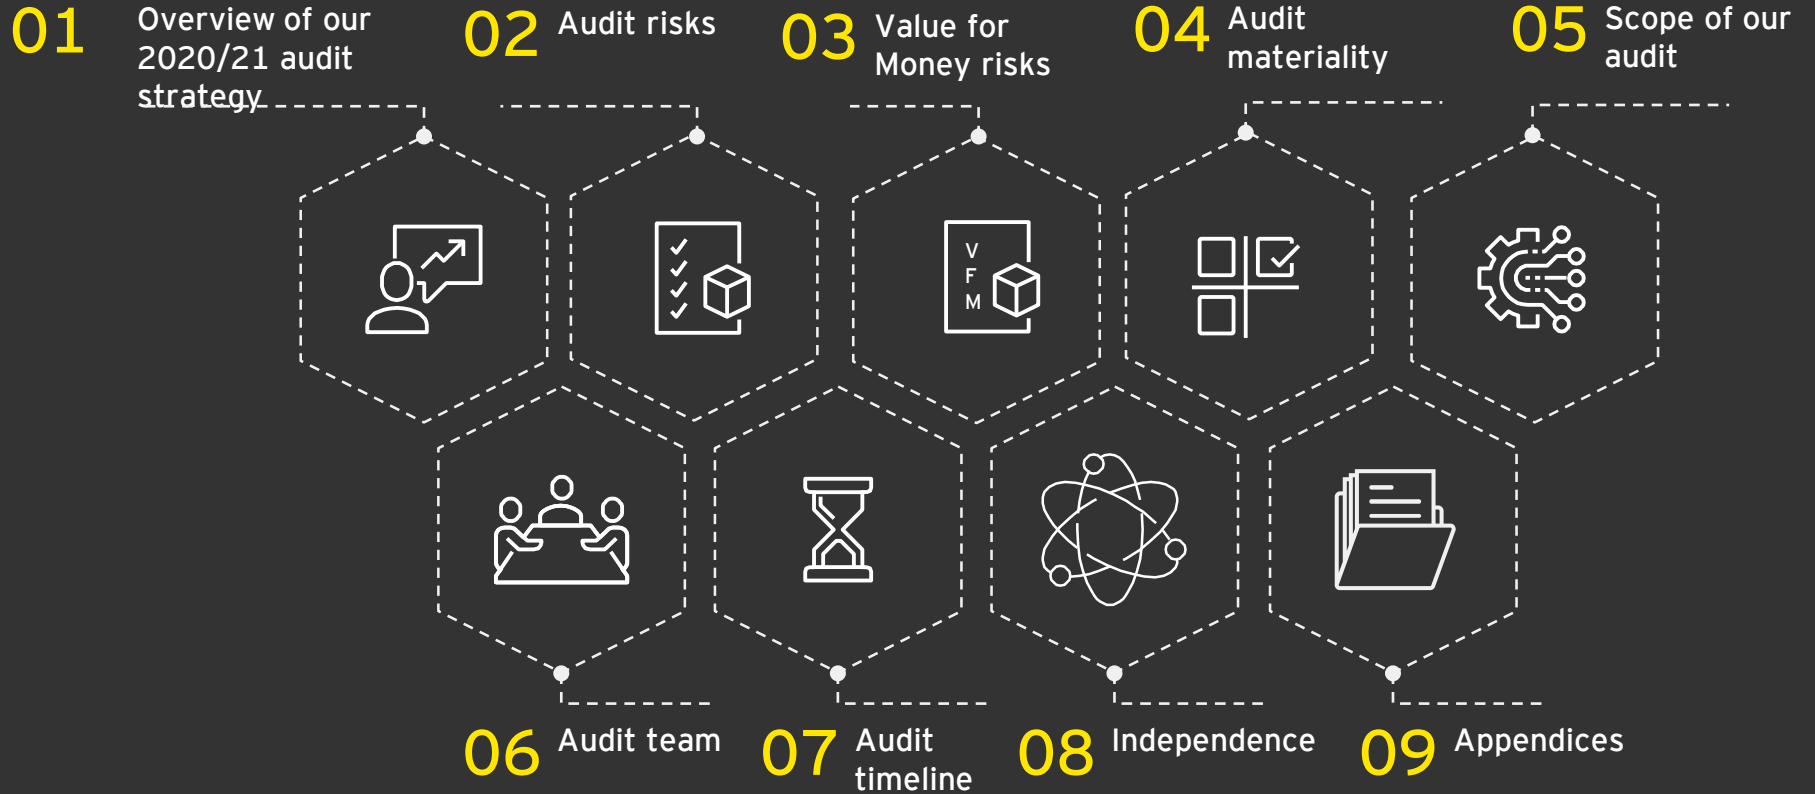 01
Overview of our
2020/21 audit
strategy
02
Audit risks
03
Value for
Money risks
04
Audit
materiality
05
Scope of our
audit
V
F
M
06
Audit team
07
Audit
timeline
08
Independence
09
Appendices